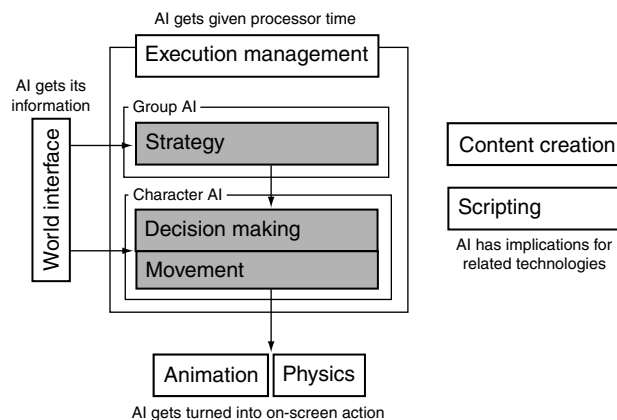 AI gets given processor time
Execution management
AI gets its
information
World interface
Group AI
Strategy
Character AI
Decision making
Movement
Content creation
Scripting
AI has implications for
related technologies
Animation
Physics
AI gets turned into on-screen action